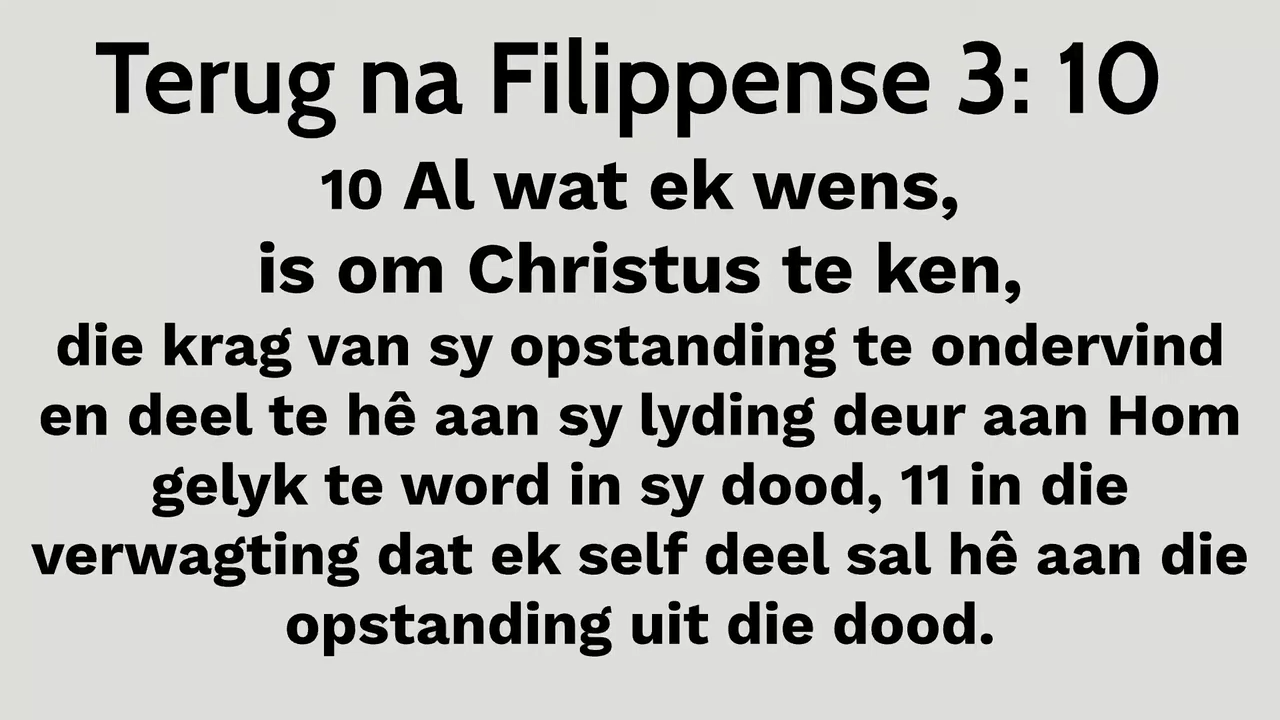 Terug na Filippense 3: 10
10 Al wat ek wens,
is om Christus te ken,
die krag van sy opstanding te ondervind
en deel te hê aan sy lyding deur aan Hom
gelyk te word in sy dood, 11 in die
verwagting dat ek self deel sal hê aan die
opstanding uit die dood.